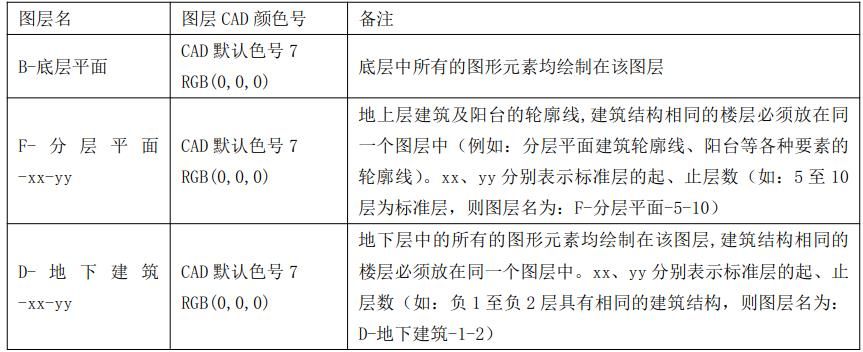 图层名 图层 CAD 颜色号 备注
B-底层平面
CAD 默认色号 7
RGB(0,0,0)
底层中所有的图形元素均绘制在该图层
F- 分 层 平 面
-xx-yy
CAD 默认色号 7
RGB(0,0,0)
地上层建筑及阳台的轮廓线,建筑结构相同的楼层必须放在同
一个图层中（例如：分层平面建筑轮廓线、阳台等各种要素的
轮廓线）。xx、yy 分别表示标准层的起、止层数（如：5 至 10
层为标准层，则图层名为：F-分层平面-5-10）
D- 地 下 建 筑
-xx-yy
CAD 默认色号 7
RGB(0,0,0)
地下层中的所有的图形元素均绘制在该图层,建筑结构相同的
楼层必须放在同一个图层中。xx、yy 分别表示标准层的起、止
层数（如：负 1 至负 2 层具有相同的建筑结构，则图层名为：
D-地下建筑-1-2）